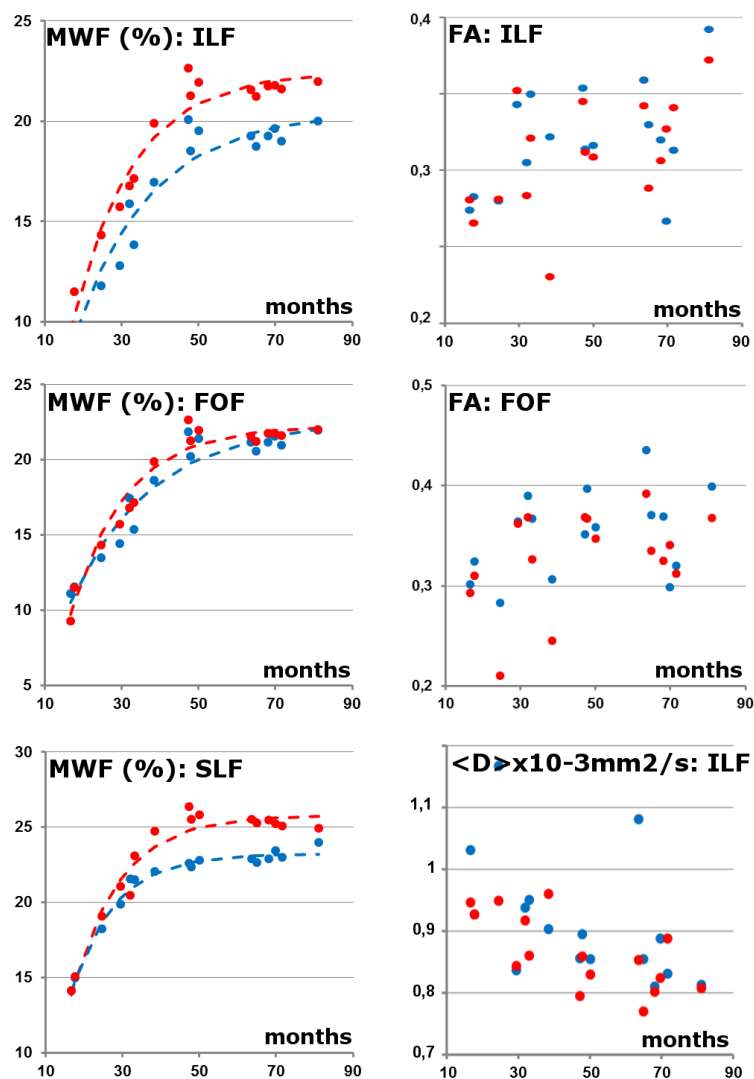 MWF (%): ILF
25
20
15
10
months
10 30 50 70 90
FA: ILF
0,4
0,3
0,2
months
10 30 50 70 90
MWF (%): FOF
25
20
15
10
5
months
10 30 50 70 90
FA: FOF
0,5
0,4
0,3
0,2
months
10 30 50 70 90
MWF (%): SLF
30
25
20
15
10
months
10 30 50 70 90
<D>x10-3mm2/s: ILF
1,1
1
0,9
0,8
0,7
months
10 30 50 70 90